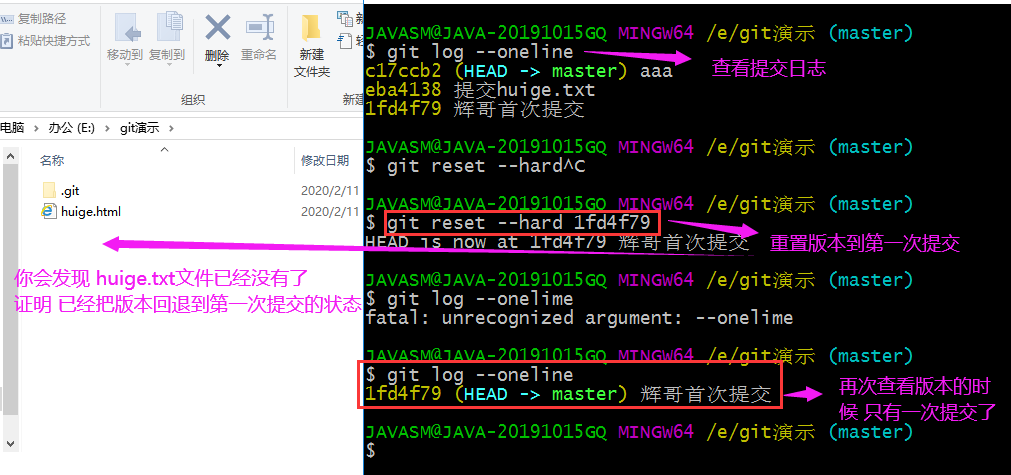 复制路径
粘贴快捷方式
移动到
复制到
删除
重命名
新建
文件夹
组织
新建
电脑 > 办公 (E:) > git演示 >
名称
修改日期
.git
2020/2/11
huige.html
2020/2/11
你会发现 huige.txt文件已经没有了
证明 已经把版本回退到第一次提交的状态
JAVASM@JAVA-20191015GQ MINGW64 /e/git演示 (master)
$ git log --oneline
查看提交日志
c17ccb2 (HEAD -> master) aaa
eba4138 提交huige.txt
1fd4f79 辉哥首次提交
JAVASM@JAVA-20191015GQ MINGW64 /e/git演示 (master)
$ git reset --hard^C
JAVASM@JAVA-20191015GQ MINGW64 /e/git演示 (master)
$ git reset --hard 1fd4f79
HEAD is now at 1fd4f79 辉哥首次提交
重置版本到第一次提交
JAVASM@JAVA-20191015GQ MINGW64 /e/git演示 (master)
$ git log --onelime
fatal: unrecognized argument: --onelime
JAVASM@JAVA-20191015GQ MINGW64 /e/git演示 (master)
$ git log --oneline
1fd4f79 (HEAD -> master) 辉哥首次提交
再次查看版本的时
候 只有一次提交了
JAVASM@JAVA-20191015GQ MINGW64 /e/git演示 (master)
$